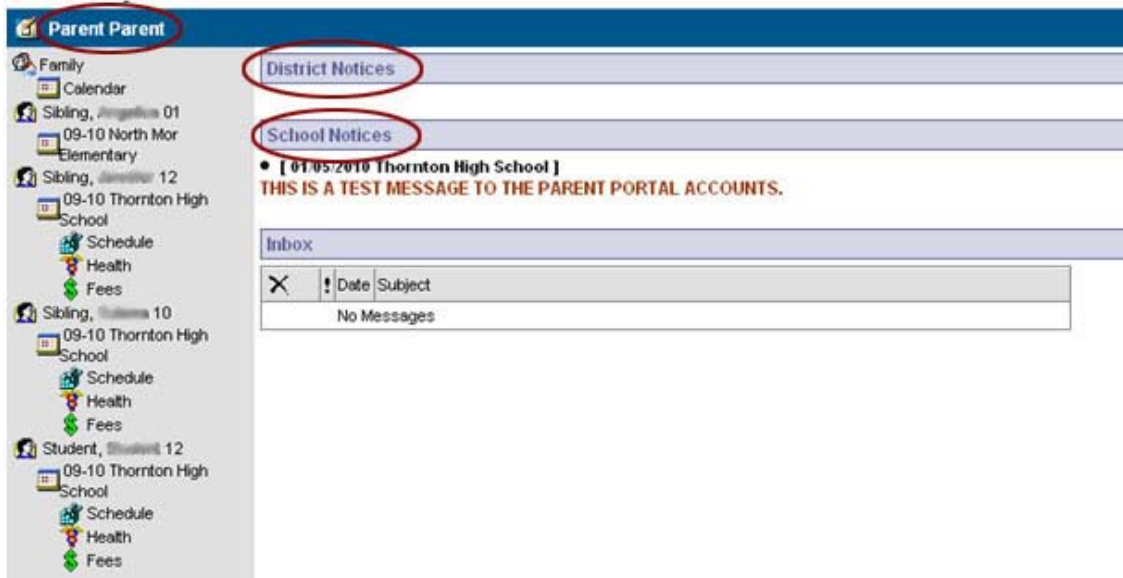 Parent Parent
Family
Calendar
Sibling, 01
09-10 North Mor
Elementary
Sibling, 12
09-10 Thornton High
School
Schedule
Health
Fees
Sibling, 10
09-10 Thornton High
School
Schedule
Health
Fees
Student, 12
09-10 Thornton High
School
Schedule
Health
Fees
District Notices
School Notices
• [ 01/05/2010 Thornton High School ]
THIS IS A TEST MESSAGE TO THE PARENT PORTAL ACCOUNTS.
Inbox
X ! Date Subject
No Messages